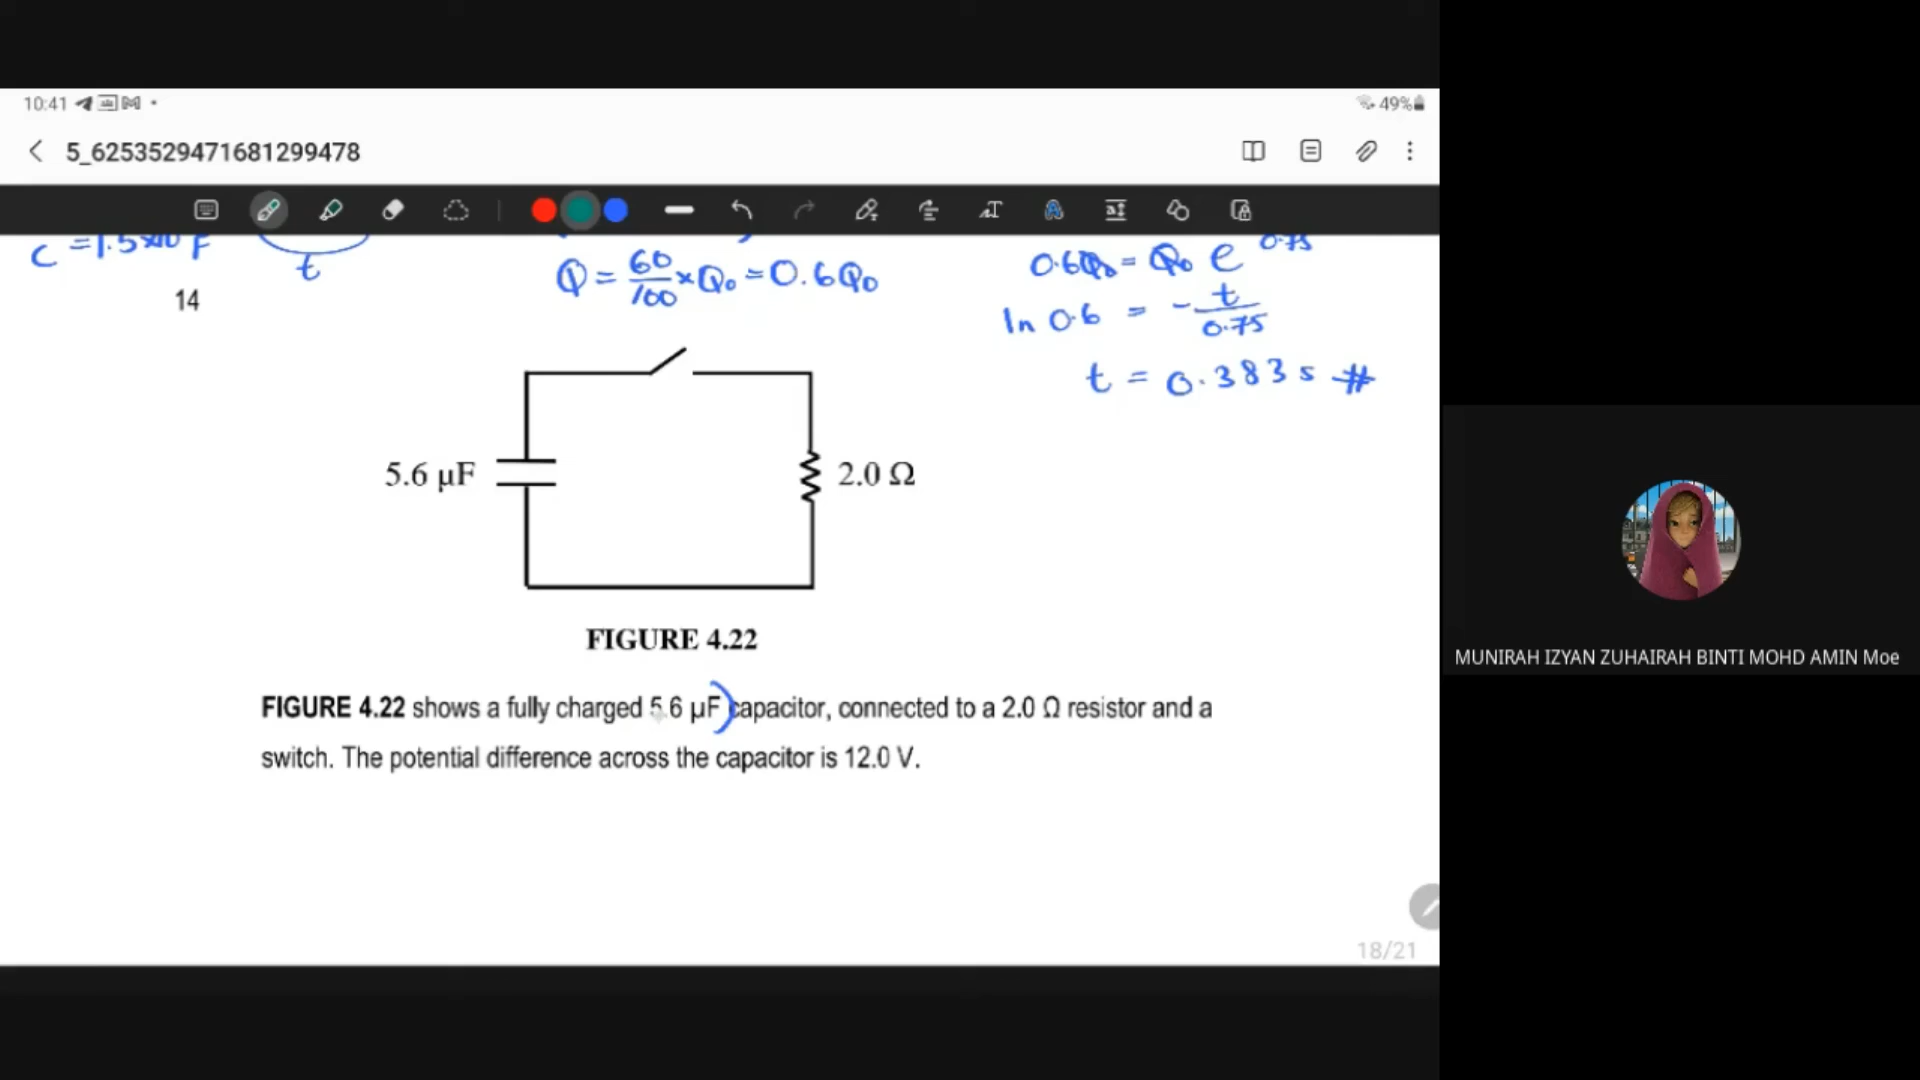 10:41
49%
5_6253529471681299478
C = 1.5×10 F
t
Q = 60/100 × Q₀ = 0.6Q₀
0.6Q₀ = Q₀ e 0.75
ln 0.6 = - t/0.75
t = 0.383 s #
14
5.6 µF
2.0 Ω
FIGURE 4.22
FIGURE 4.22 shows a fully charged 5.6 µF) capacitor, connected to a 2.0 Ω resistor and a
switch. The potential difference across the capacitor is 12.0 V.
18/21
MUNIRAH IZYAN ZUHAIRAH BINTI MOHD AMIN Moe